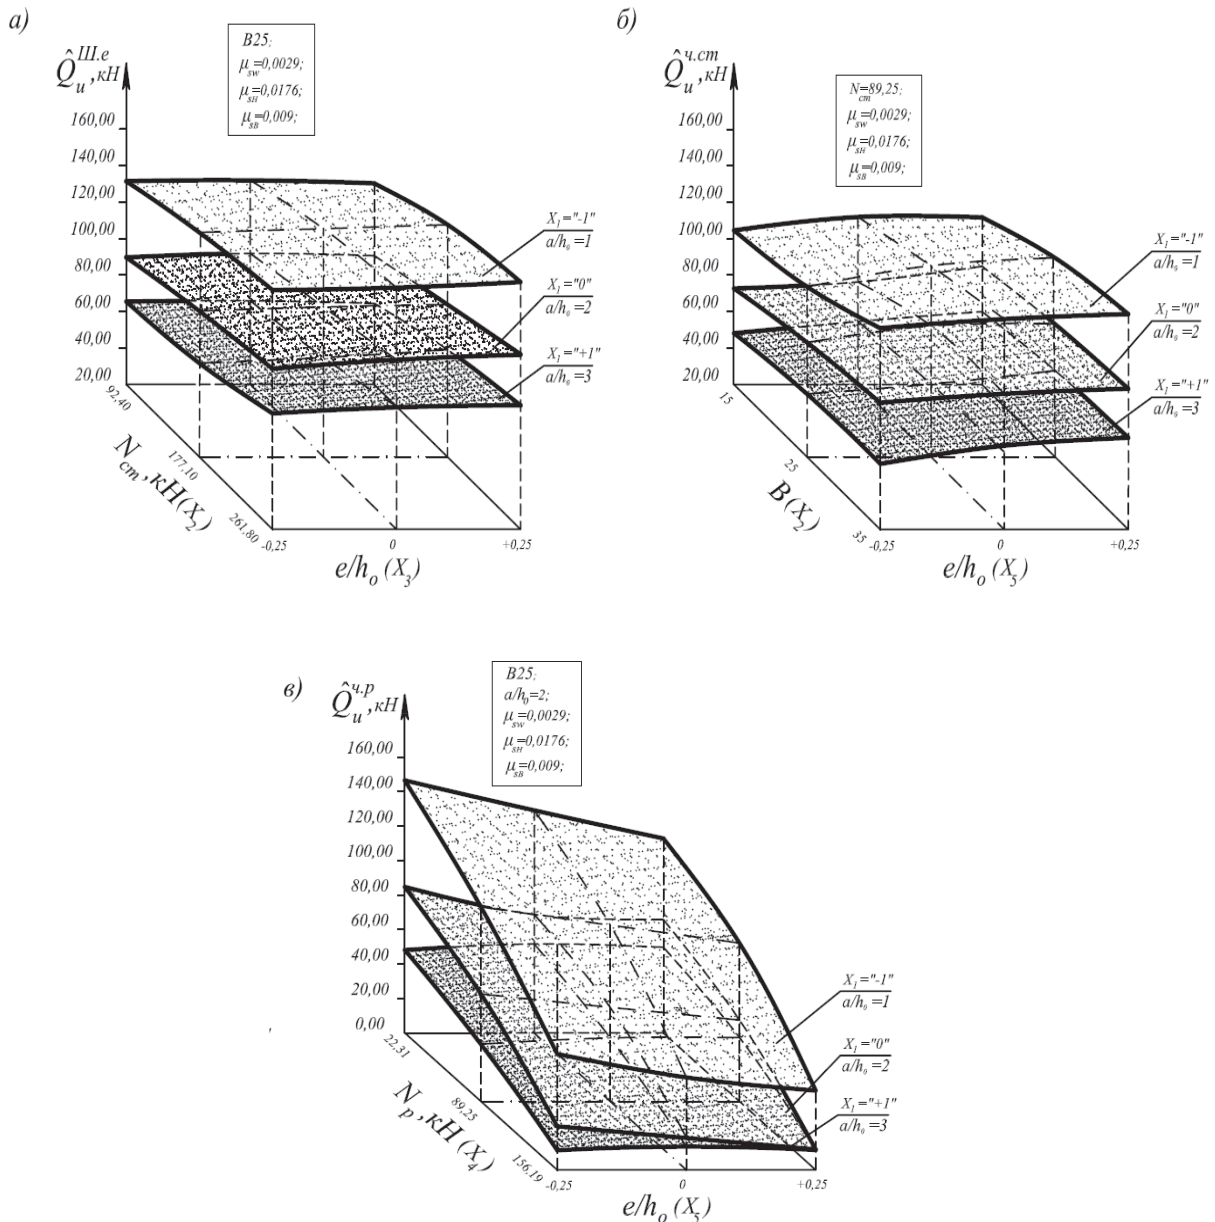 а)
Q̂ᵤ^Ш.е, кН
B25;
μsw=0,0029;
μsн=0,0176;
μsв=0,009;
160,00
140,00
120,00
100,00
80,00
60,00
40,00
20,00
X₁="-1"
a/h₀=1
X₁="0"
a/h₀=2
X₁="+1"
a/h₀=3
92,40
177,10
261,80
Nст, кН(X₂)
-0,25
0
+0,25
e/hₒ (X₃)
б)
Q̂ᵤ^ч.ст, кН
Nст=89,25;
μsw=0,0029;
μsн=0,0176;
μsв=0,009;
160,00
140,00
120,00
100,00
80,00
60,00
40,00
20,00
X₁="-1"
a/h₀=1
X₁="0"
a/h₀=2
X₁="+1"
a/h₀=3
15
25
35
B(X₂)
-0,25
0
+0,25
e/hₒ (X₅)
в)
Q̂ᵤ^ч.р, кН
B25;
a/h₀=2;
μsw=0,0029;
μsн=0,0176;
μsв=0,009;
160,00
140,00
120,00
100,00
80,00
60,00
40,00
20,00
0,00
X₁="-1"
a/h₀=1
X₁="0"
a/h₀=2
X₁="+1"
a/h₀=3
22,31
89,25
156,19
Nр, кН(X₄)
-0,25
0
+0,25
e/hₒ (X₅)